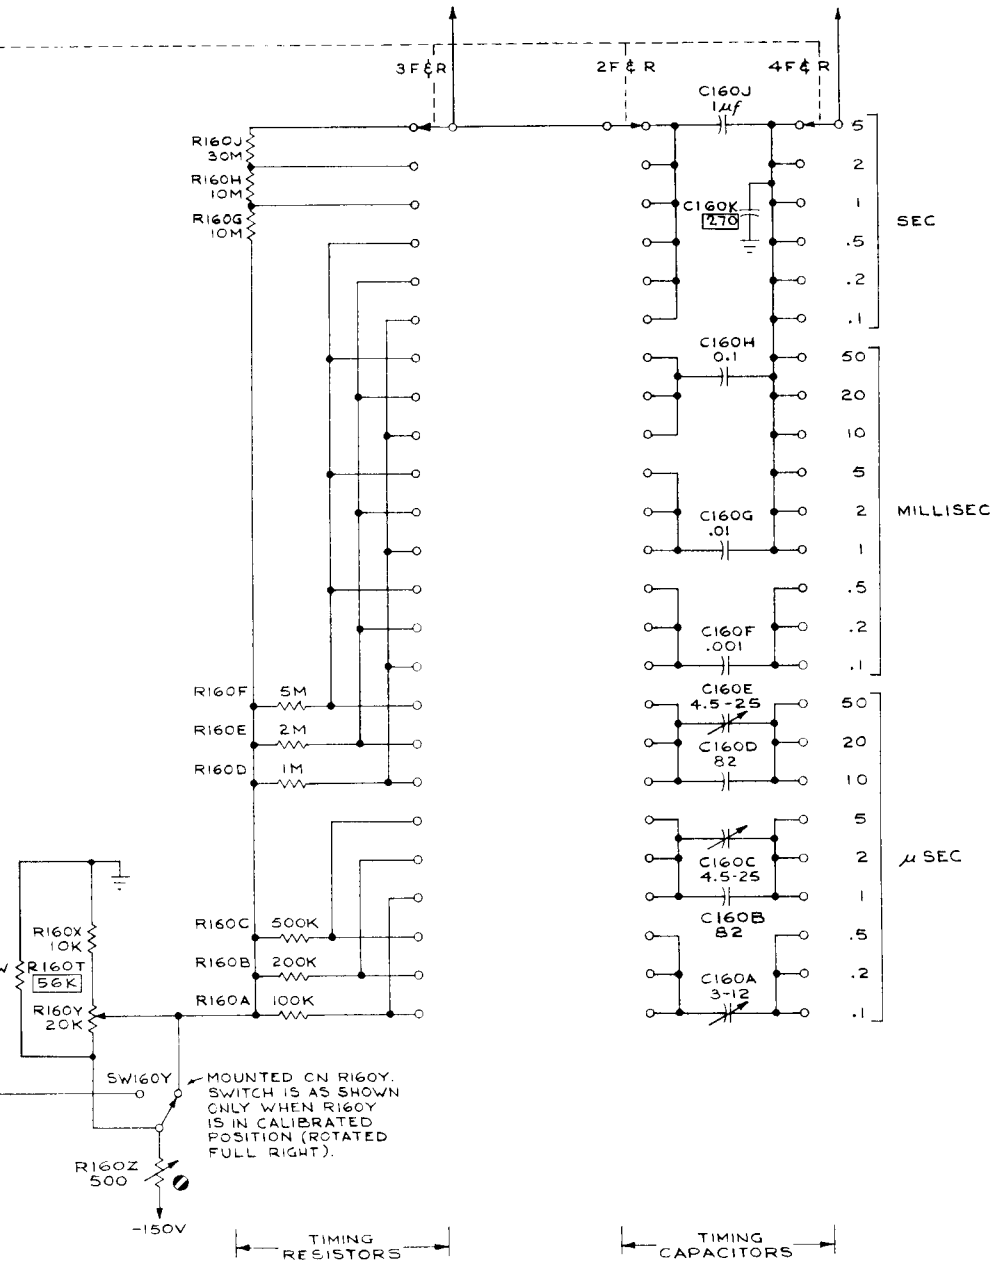 3F & R
2F & R
4F & R
C160J
1 µf
R160J
30M
R160H
10M
R160G
10M
C160K
270
5
2
1
.5
.2
.1
SEC
C160H
0.1
50
20
10
5
2
1
.5
.2
.1
MILLISEC
C160G
.01
C160F
.001
R160F 5M
R160E 2M
R160D 1M
C160E
4.5-25
C160D
82
50
20
10
5
2
1
.5
.2
.1
µSEC
C160C
4.5-25
C160B
82
R160C 500K
R160B 200K
R160A 100K
C160A
3-12
R160X
10K
W
R160T
56K
R160Y
20K
SW160Y
MOUNTED ON R160Y.
SWITCH IS AS SHOWN
ONLY WHEN R160Y
IS IN CALIBRATED
POSITION (ROTATED
FULL RIGHT).
R160Z
500
-150V
TIMING
RESISTORS
TIMING
CAPACITORS